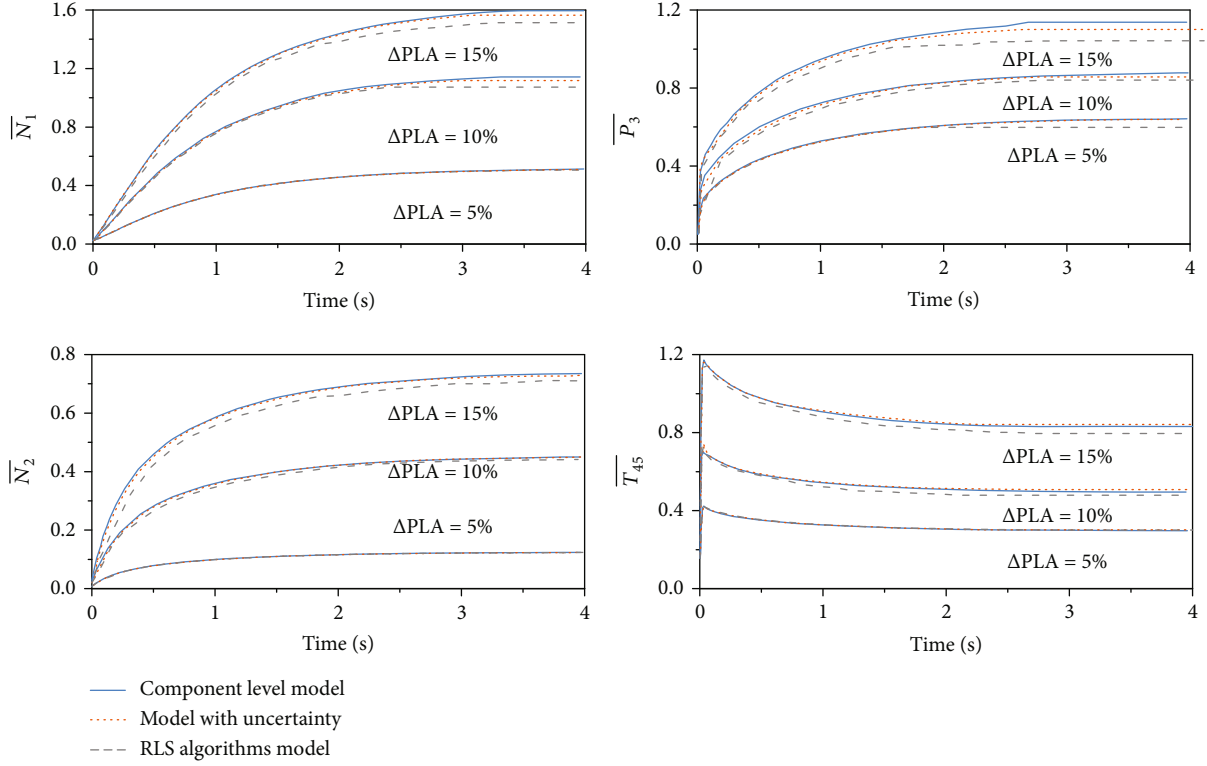 1.6
1.2
0.8
0.4
0.0
N̅₁
ΔPLA = 15%
ΔPLA = 10%
ΔPLA = 5%
0 1 2 3 4
Time (s)
1.2
0.8
0.6
0.4
0.0
P̅₃
ΔPLA = 15%
ΔPLA = 10%
ΔPLA = 5%
0 1 2 3 4
Time (s)
0.8
0.6
0.4
0.2
0.0
N̅₂
ΔPLA = 15%
ΔPLA = 10%
ΔPLA = 5%
0 1 2 3 4
Time (s)
1.2
0.8
0.4
0.0
T̅₄₅
ΔPLA = 15%
ΔPLA = 10%
ΔPLA = 5%
0 1 2 3 4
Time (s)
Component level model
Model with uncertainty
RLS algorithms model